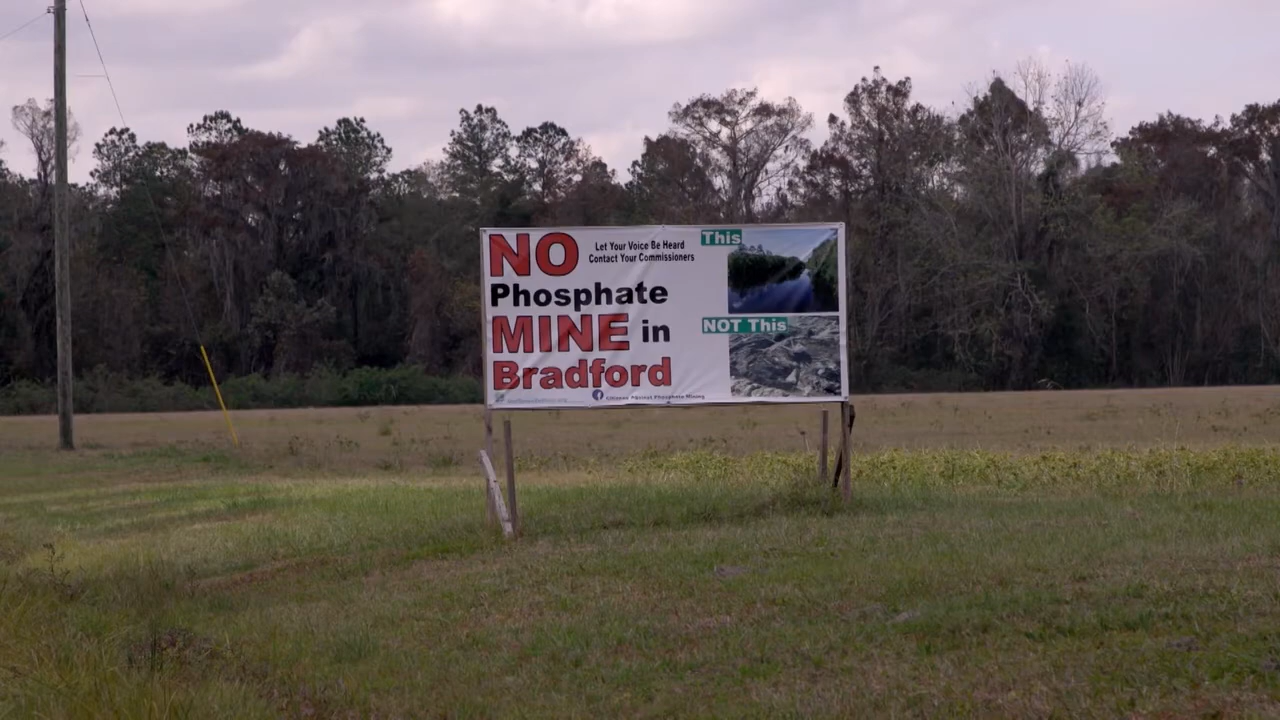 NO
Let Your Voice Be Heard
Contact Your Commissioners
Phosphate
MINE in
Bradford
This
NOT This
Citizens Against Phosphate Mining